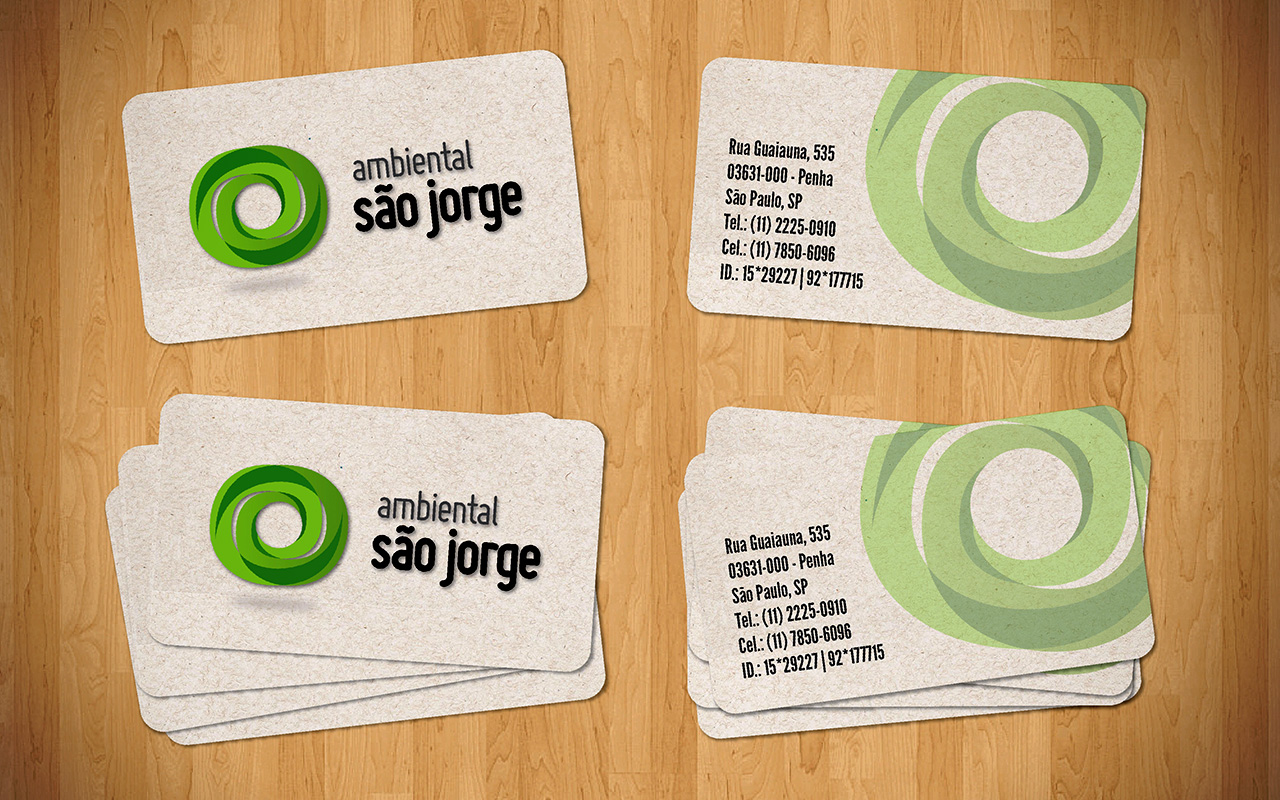 ambiental
são jorge
Rua Guaiauna, 535
03631-000 - Penha
São Paulo, SP
Tel.: (11) 2225-0910
Cel.: (11) 7850-6096
ID.: 15*29227 | 92*177715
ambiental
são jorge
Rua Guaiauna, 535
03631-000 - Penha
São Paulo, SP
Tel.: (11) 2225-0910
Cel.: (11) 7850-6096
ID.: 15*29227 | 92*177715